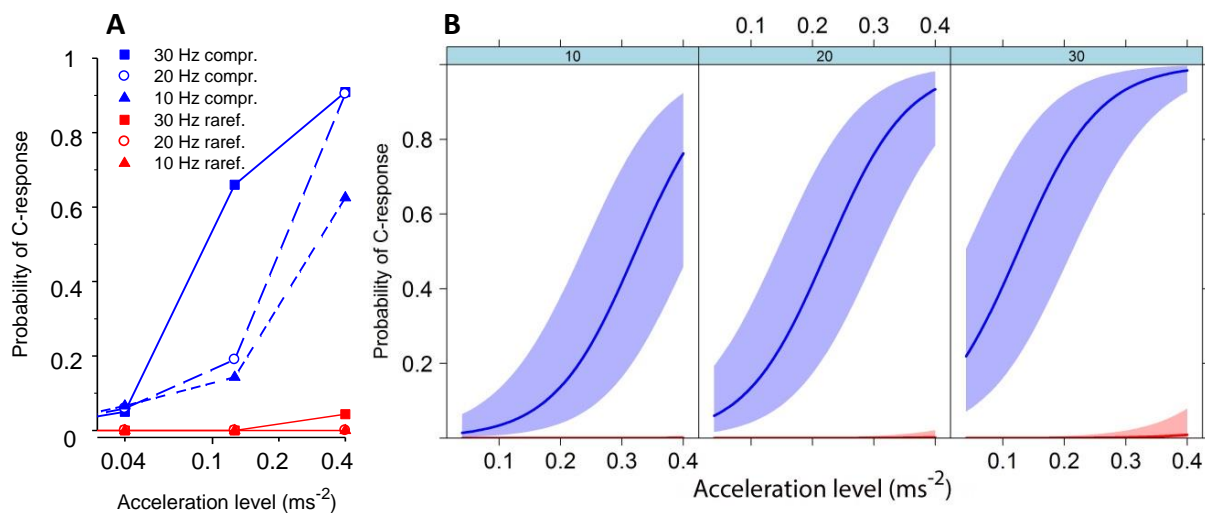 A
1
0.8
0.6
0.4
0.2
0
Probability of C-response
30 Hz compr.
20 Hz compr.
10 Hz compr.
30 Hz raref.
20 Hz raref.
10 Hz raref.
0.04 0.1 0.2 0.4
Acceleration level (ms⁻²)
B
0.1 0.2 0.3 0.4
10 20 30
0.8
0.6
0.4
0.2
Probability of C-response
0.1 0.2 0.3 0.4 0.1 0.2 0.3 0.4
Acceleration level (ms⁻²)